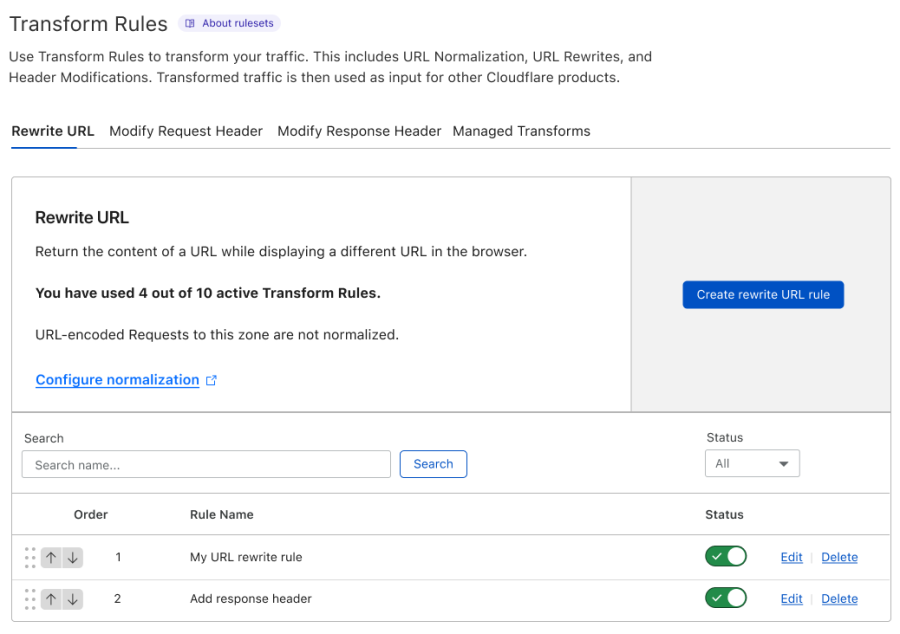 Transform Rules About rulesets
Use Transform Rules to transform your traffic. This includes URL Normalization, URL Rewrites, and
Header Modifications. Transformed traffic is then used as input for other Cloudflare products.
Rewrite URL Modify Request Header Modify Response Header Managed Transforms
Rewrite URL
Return the content of a URL while displaying a different URL in the browser.
You have used 4 out of 10 active Transform Rules.
URL-encoded Requests to this zone are not normalized.
Configure normalization
Create rewrite URL rule
Search
Search name...
Search
Status
All
Order Rule Name Status
1 My URL rewrite rule Edit Delete
2 Add response header Edit Delete